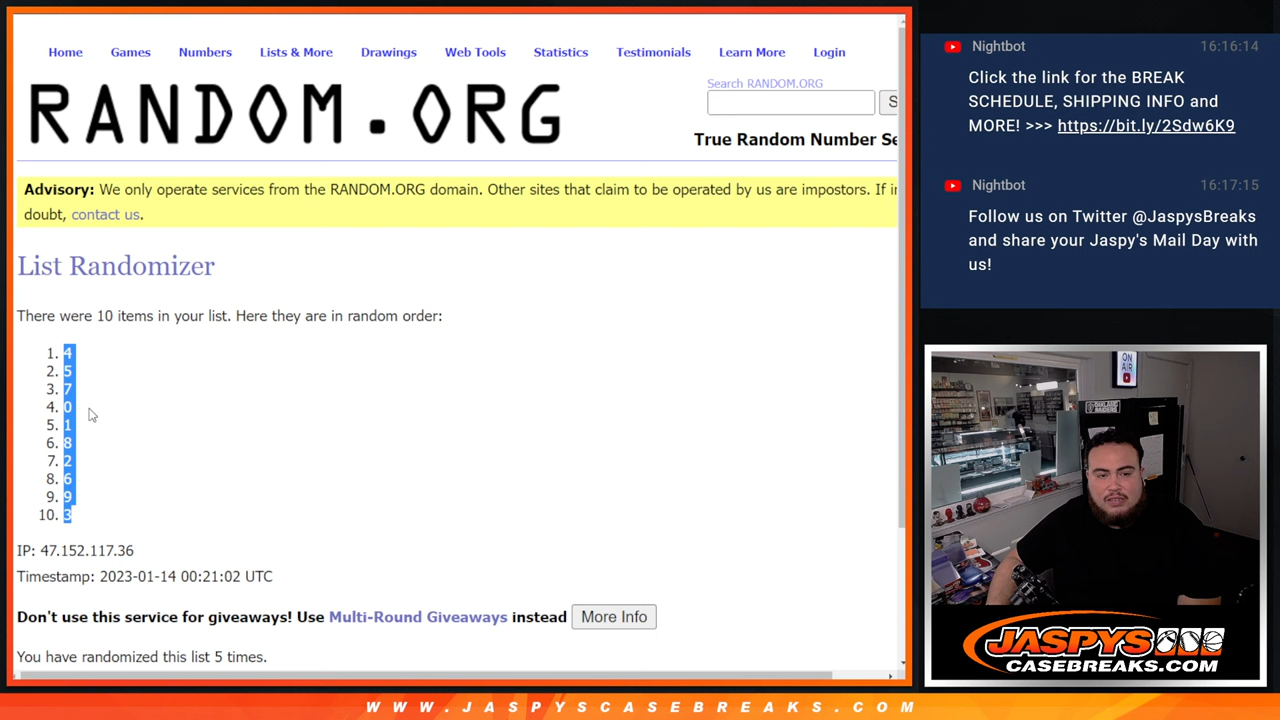 Home Games Numbers Lists & More Drawings Web Tools Statistics Testimonials Learn More Login
RANDOM.ORG
Search RANDOM.ORG
S
True Random Number Se
Advisory: We only operate services from the RANDOM.ORG domain. Other sites that claim to be operated by us are impostors. If in
doubt, contact us.
List Randomizer
There were 10 items in your list. Here they are in random order:
1. 4
2. 5
3. 7
4. 0
5. 1
6. 8
7. 2
8. 6
9. 9
10. 3
IP: 47.152.117.36
Timestamp: 2023-01-14 00:21:02 UTC
Don't use this service for giveaways! Use Multi-Round Giveaways instead More Info
You have randomized this list 5 times.
Nightbot 16:16:14
Click the link for the BREAK
SCHEDULE, SHIPPING INFO and
MORE! >>> https://bit.ly/2Sdw6K9
Nightbot 16:17:15
Follow us on Twitter @JaspysBreaks
and share your Jaspy's Mail Day with
us!
ON
AIR
JASPYS
CASEBREAKS.COM
WWW.JASPYSCASEBREAKS.COM